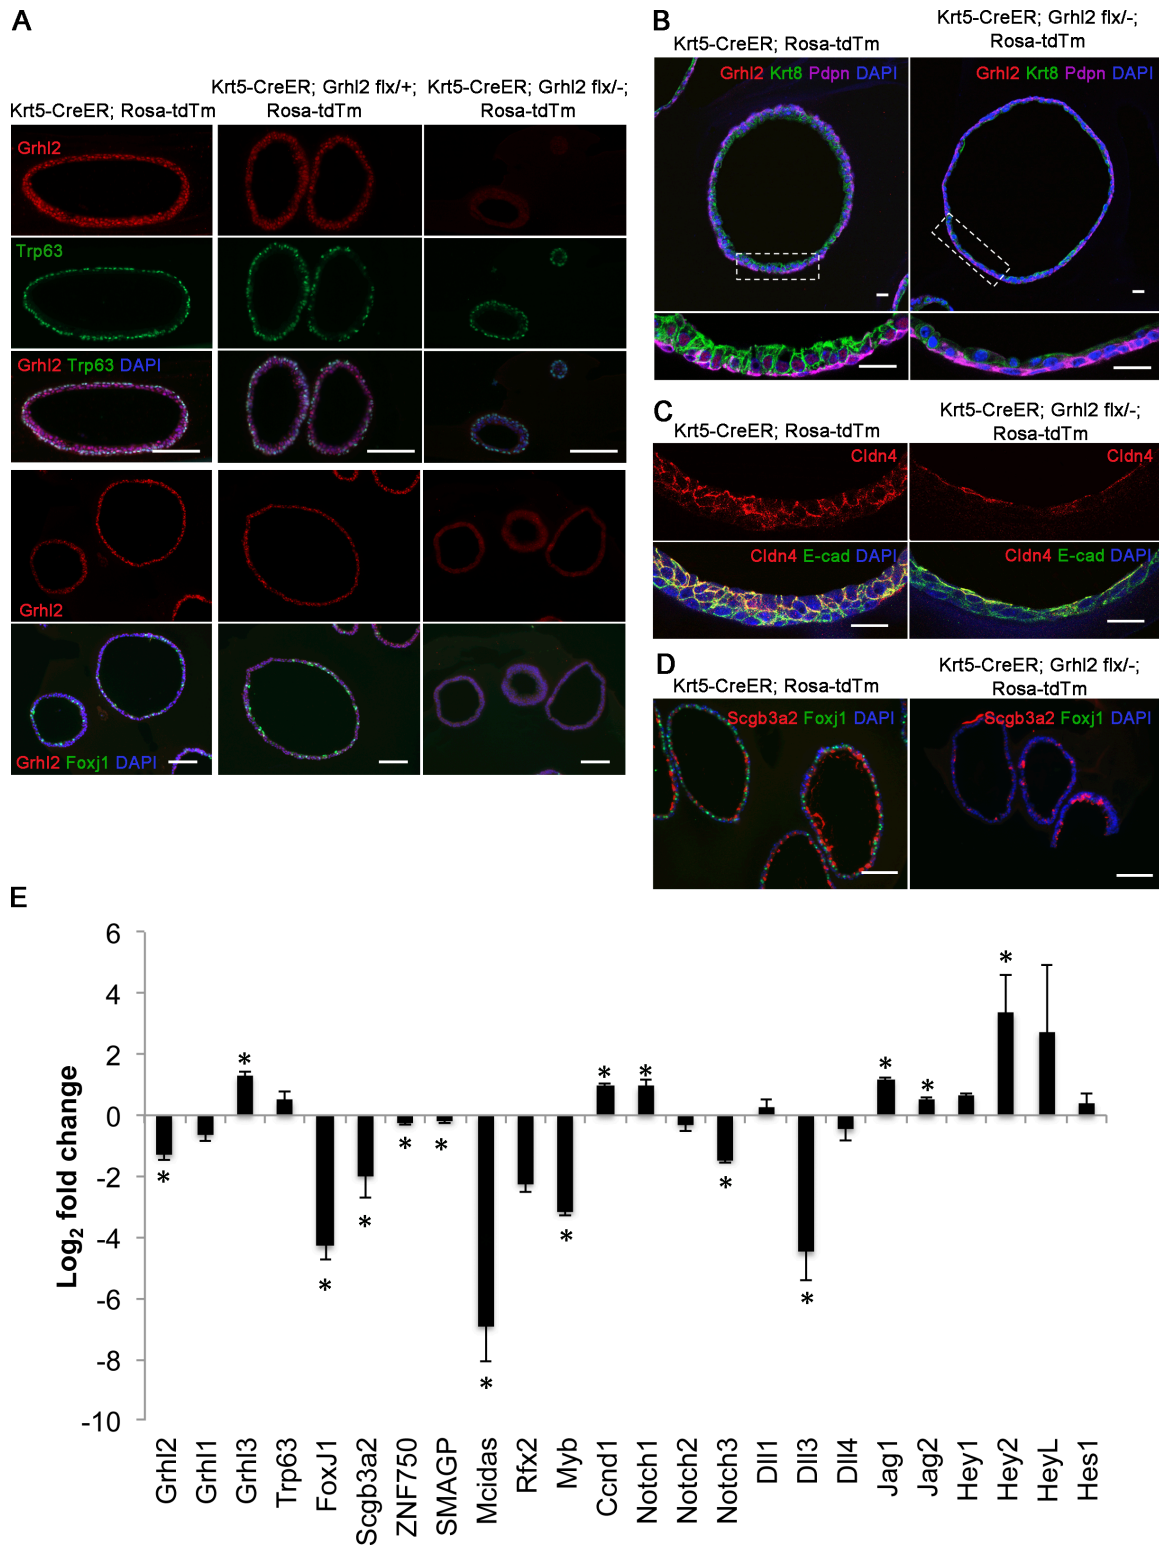 A
Krt5-CreER; Rosa-tdTm
Krt5-CreER; Grhl2 flx/+;
Rosa-tdTm
Krt5-CreER; Grhl2 flx/-;
Rosa-tdTm
Grhl2
Trp63
Grhl2 Trp63 DAPI
Grhl2
Grhl2 Foxj1 DAPI
B
Krt5-CreER; Rosa-tdTm
Krt5-CreER; Grhl2 flx/-;
Rosa-tdTm
Grhl2 Krt8 Pdpn DAPI
Grhl2 Krt8 Pdpn DAPI
C
Krt5-CreER; Rosa-tdTm
Krt5-CreER; Grhl2 flx/-;
Rosa-tdTm
Cldn4
Cldn4
Cldn4 E-cad DAPI
Cldn4 E-cad DAPI
D
Krt5-CreER; Rosa-tdTm
Krt5-CreER; Grhl2 flx/-;
Rosa-tdTm
Scgb3a2 Foxj1 DAPI
Scgb3a2 Foxj1 DAPI
E
Log2 fold change
6
4
2
0
-2
-4
-6
-8
-10
* * * * * * * * * * * * * * * *
Grhl2
Grhl1
Grhl3
Trp63
FoxJ1
Scgb3a2
ZNF750
SMAGP
Mcidas
Rfx2
Myb
Ccnd1
Notch1
Notch2
Notch3
Dll1
Dll3
Dll4
Jag1
Jag2
Hey1
Hey2
HeyL
Hes1